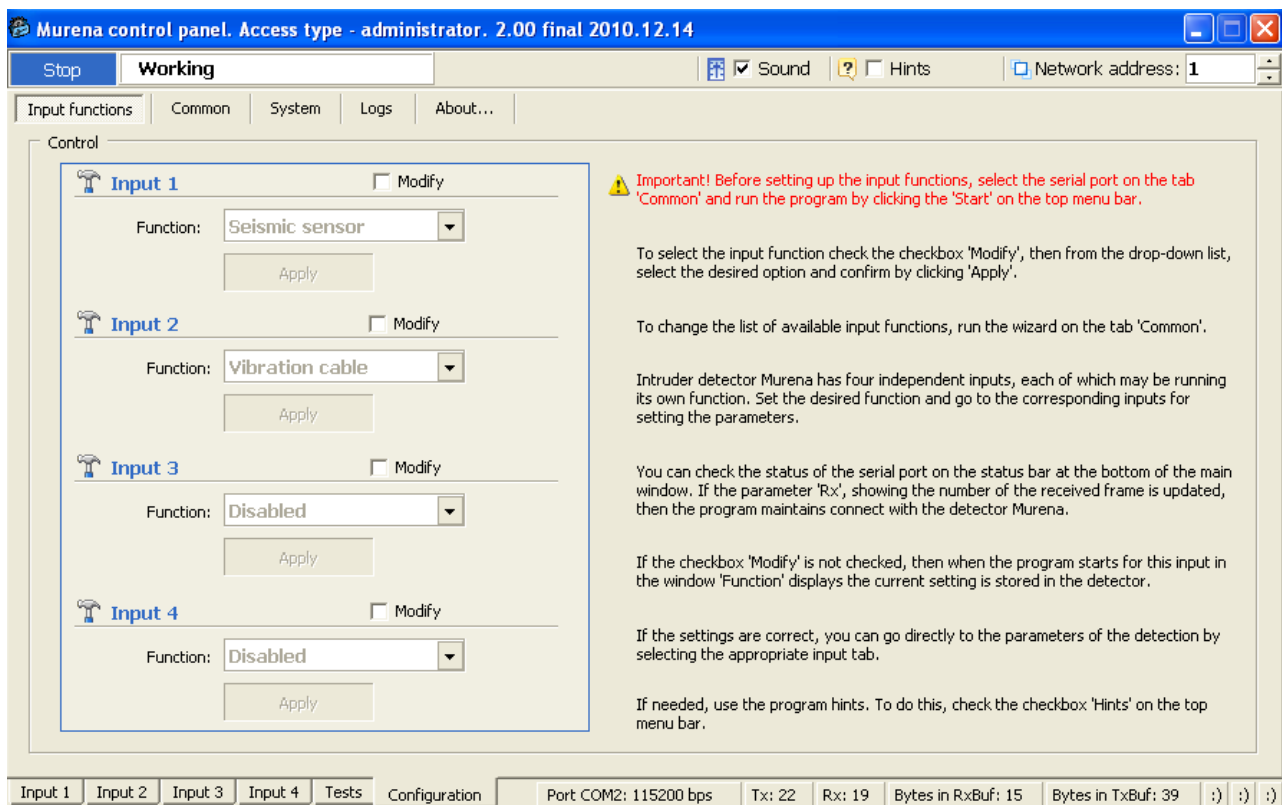 Murena control panel. Access type - administrator. 2.00 final 2010.12.14
Stop Working Sound Hints Network address: 1
Input functions Common System Logs About...
Control
Input 1 Modify
Function: Seismic sensor
Apply
Input 2 Modify
Function: Vibration cable
Apply
Input 3 Modify
Function: Disabled
Apply
Input 4 Modify
Function: Disabled
Apply
Important! Before setting up the input functions, select the serial port on the tab
'Common' and run the program by clicking the 'Start' on the top menu bar.
To select the input function check the checkbox 'Modify', then from the drop-down list,
select the desired option and confirm by clicking 'Apply'.
To change the list of available input functions, run the wizard on the tab 'Common'.
Intruder detector Murena has four independent inputs, each of which may be running
its own function. Set the desired function and go to the corresponding inputs for
setting the parameters.
You can check the status of the serial port on the status bar at the bottom of the main
window. If the parameter 'Rx', showing the number of the received frame is updated,
then the program maintains connect with the detector Murena.
If the checkbox 'Modify' is not checked, then when the program starts for this input in
the window 'Function' displays the current setting is stored in the detector.
If the settings are correct, you can go directly to the parameters of the detection by
selecting the appropriate input tab.
If needed, use the program hints. To do this, check the checkbox 'Hints' on the top
menu bar.
Input 1 Input 2 Input 3 Input 4 Tests Configuration Port COM2: 115200 bps Tx: 22 Rx: 19 Bytes in RxBuf: 15 Bytes in TxBuf: 39 :) :) :)